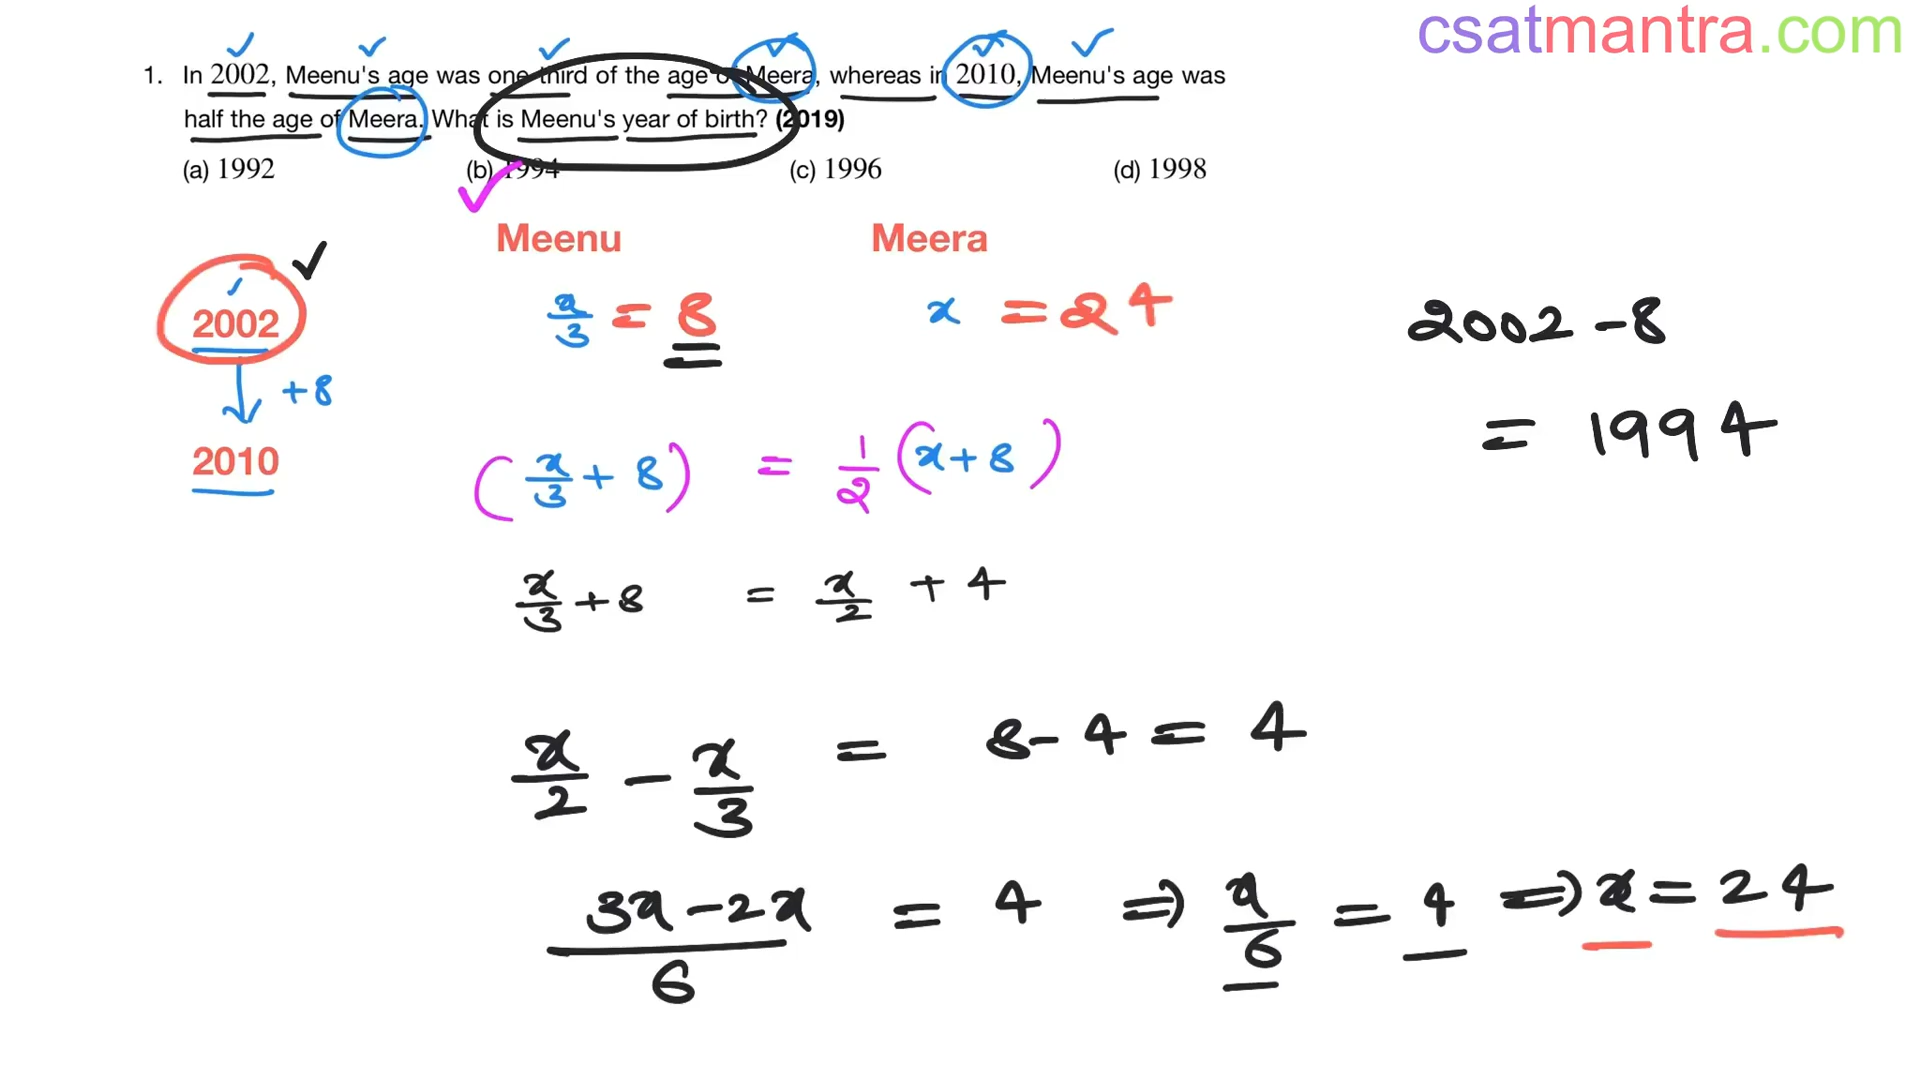 csatmantra.com
1. In 2002, Meenu's age was one-third of the age of Meera, whereas in 2010, Meenu's age was
half the age of Meera. What is Meenu's year of birth? (2019)
(a) 1992 (b) 1994 (c) 1996 (d) 1998
Meenu Meera
2002 x/3 = 8 x = 24 2002 - 8
+8
= 1994
2010 (x/3 + 8) = 1/2 (x + 8)
x/3 + 8 = x/2 + 4
x/2 - x/3 = 8 - 4 = 4
3x - 2x / 6 = 4 ⇒ x/6 = 4 ⇒ x = 24